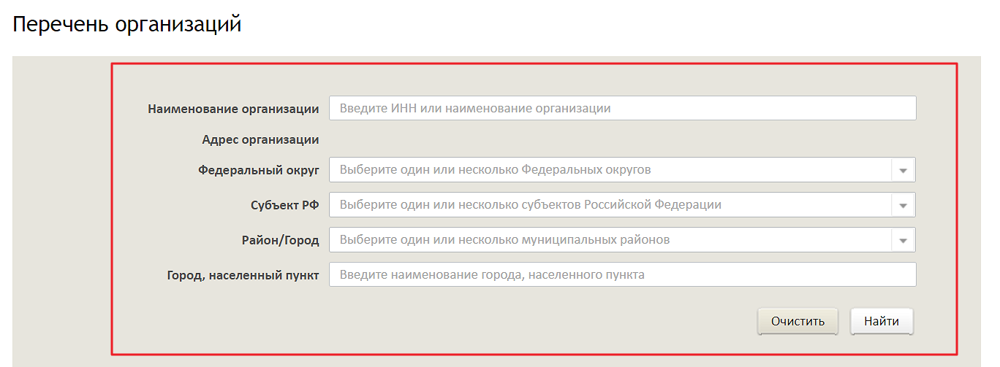 Перечень организаций
Наименование организации Введите ИНН или наименование организации
Адрес организации
Федеральный округ Выберите один или несколько Федеральных округов
Субъект РФ Выберите один или несколько субъектов Российской Федерации
Район/Город Выберите один или несколько муниципальных районов
Город, населенный пункт Введите наименование города, населенного пункта
Очистить Найти